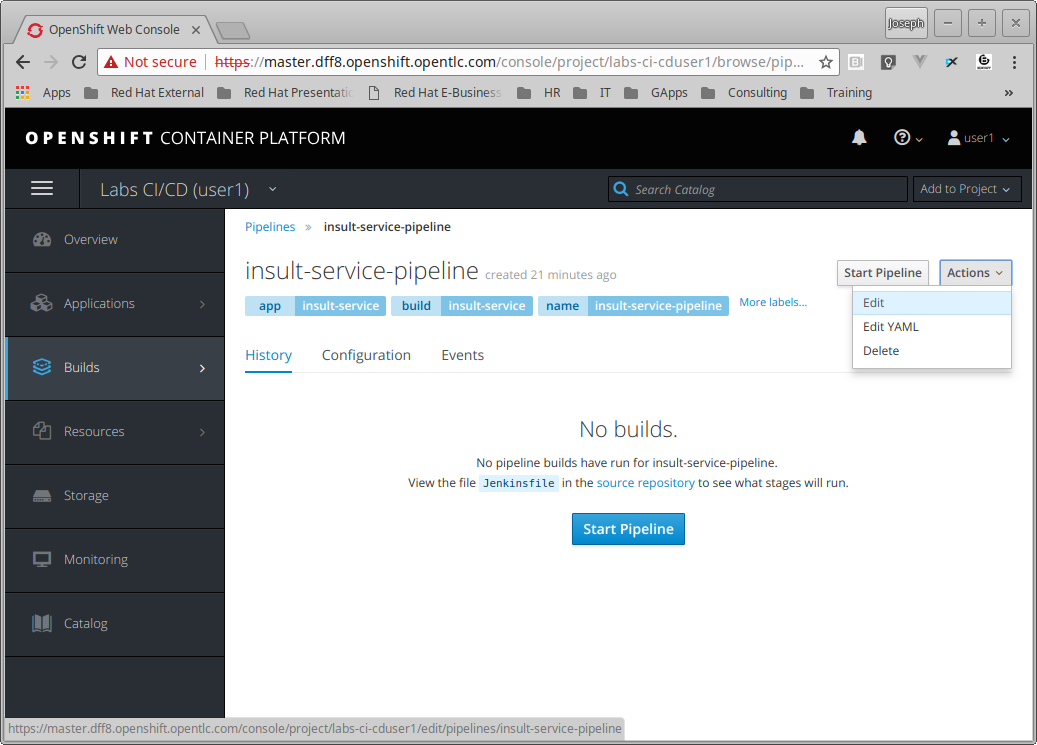 OpenShift Web Console
Joseph
Not secure https://master.dff8.openshift.opentlc.com/console/project/labs-ci-cduser1/browse/pip...
Apps Red Hat External Red Hat Presentatic Red Hat E-Business HR IT GApps Consulting Training »
OPENSHIFT CONTAINER PLATFORM
user1
Labs CI/CD (user1)
Search Catalog
Add to Project
Overview
Applications
Builds
Resources
Storage
Monitoring
Catalog
Pipelines » insult-service-pipeline
insult-service-pipeline created 21 minutes ago
Start Pipeline
Actions
Edit
Edit YAML
Delete
app insult-service build insult-service name insult-service-pipeline More labels...
History Configuration Events
No builds.
No pipeline builds have run for insult-service-pipeline.
View the file Jenkinsfile in the source repository to see what stages will run.
Start Pipeline
https://master.dff8.openshift.opentlc.com/console/project/labs-ci-cduser1/edit/pipelines/insult-service-pipeline